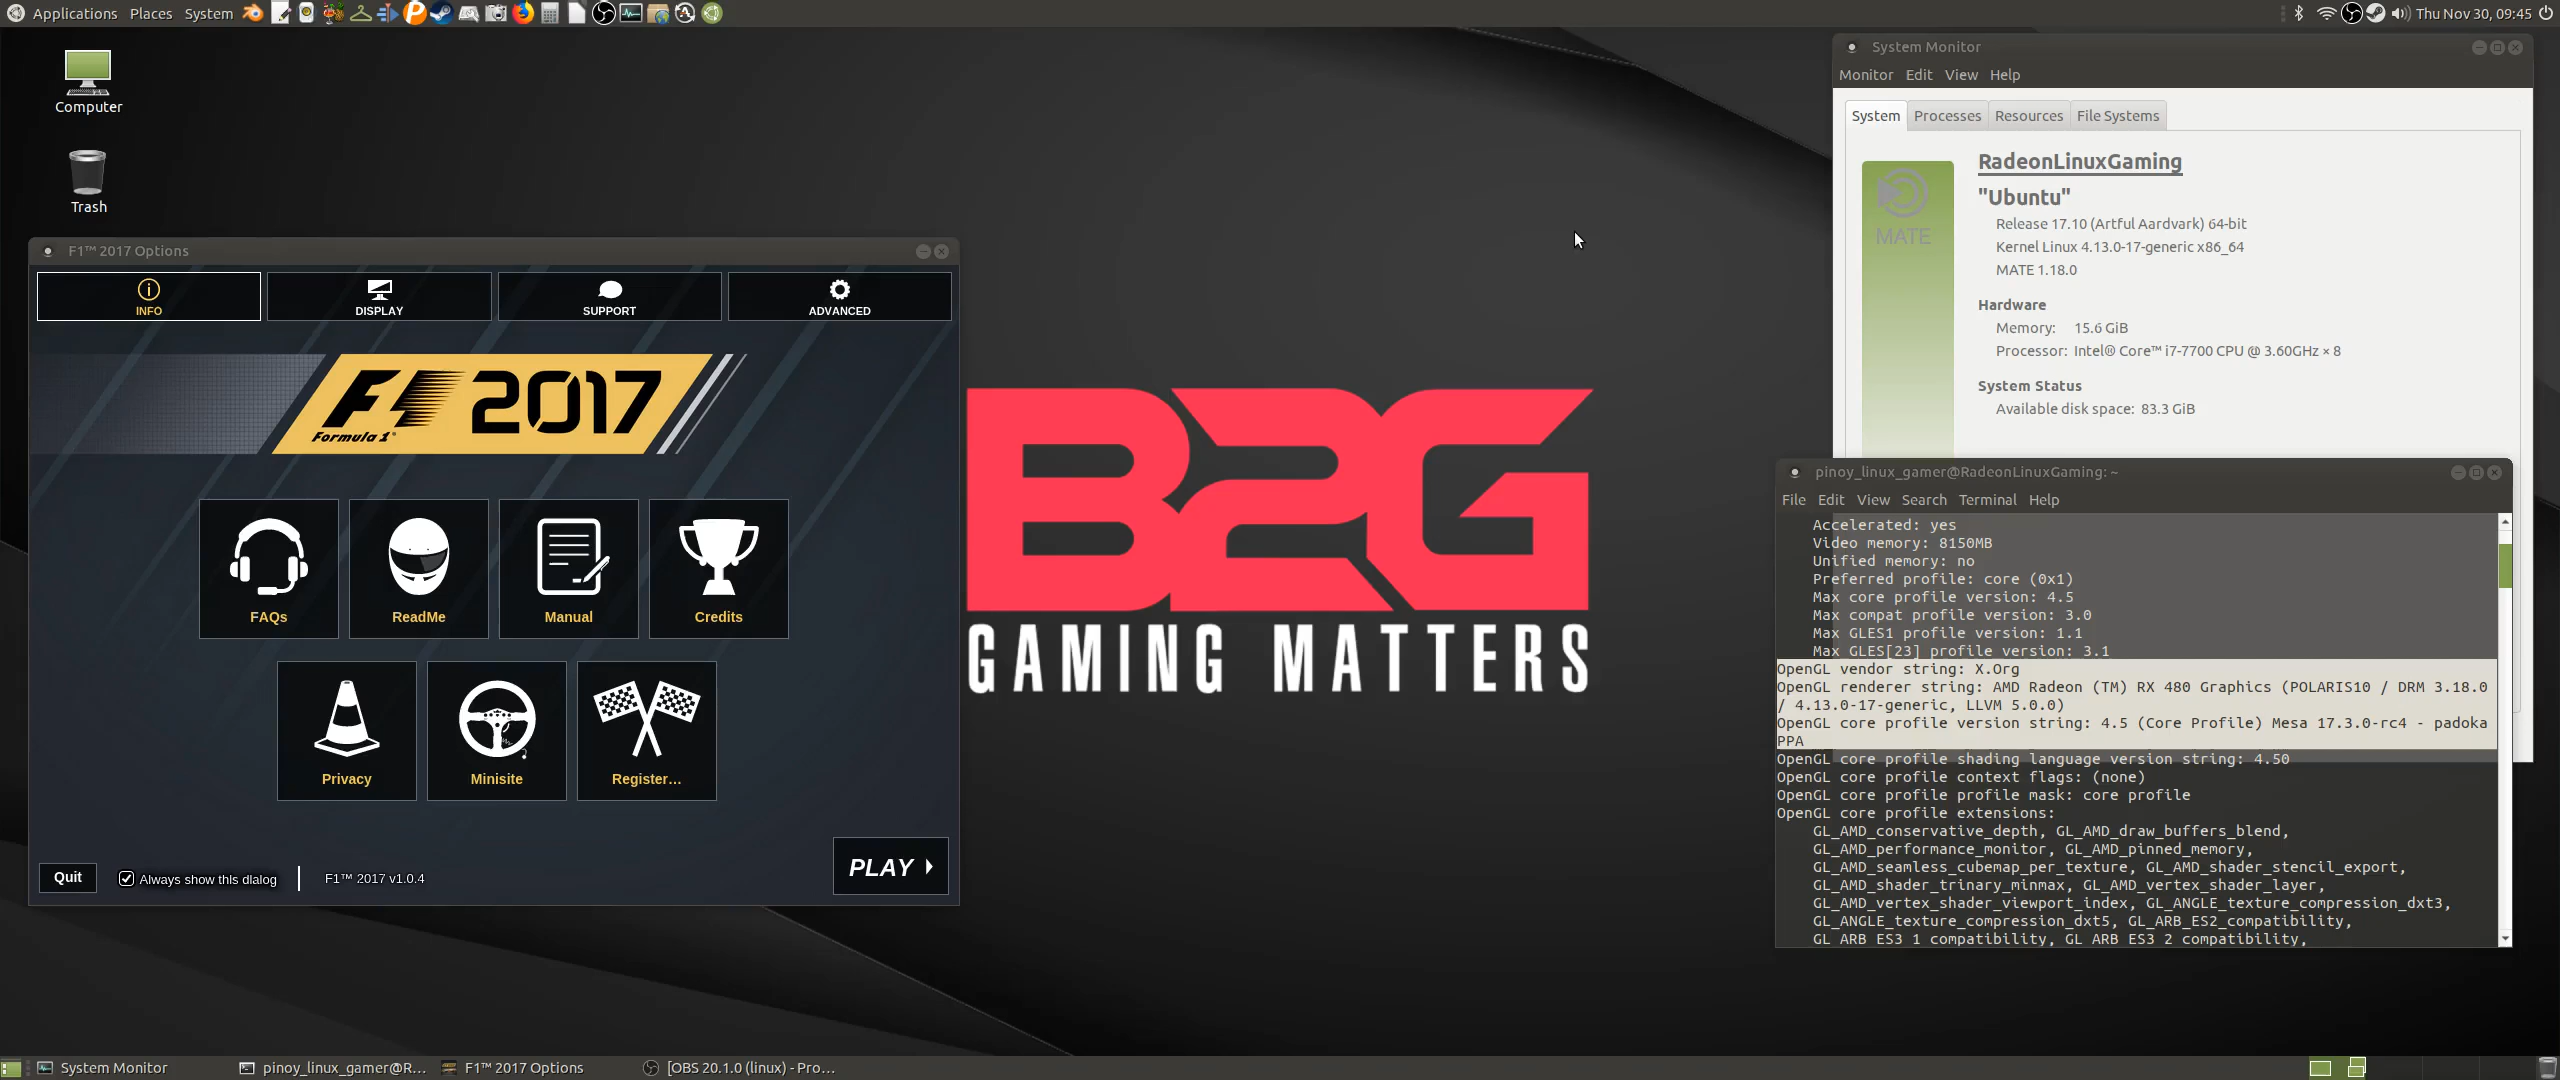 Applications Places System
Thu Nov 30, 09:45
Computer
Trash
F1™ 2017 Options
INFO
DISPLAY
SUPPORT
ADVANCED
F1 2017
Formula 1®
FAQs
ReadMe
Manual
Credits
Privacy
Minisite
Register...
Quit
Always show this dialog
F1™ 2017 v1.0.4
PLAY
B2G
GAMING MATTERS
System Monitor
Monitor Edit View Help
System Processes Resources File Systems
MATE
RadeonLinuxGaming
"Ubuntu"
Release 17.10 (Artful Aardvark) 64-bit
Kernel Linux 4.13.0-17-generic x86_64
MATE 1.18.0
Hardware
Memory: 15.6 GiB
Processor: Intel® Core™ i7-7700 CPU @ 3.60GHz × 8
System Status
Available disk space: 83.3 GiB
pinoy_linux_gamer@RadeonLinuxGaming: ~
File Edit View Search Terminal Help
Accelerated: yes
Video memory: 8150MB
Unified memory: no
Preferred profile: core (0x1)
Max core profile version: 4.5
Max compat profile version: 3.0
Max GLES1 profile version: 1.1
Max GLES[23] profile version: 3.1
OpenGL vendor string: X.Org
OpenGL renderer string: AMD Radeon (TM) RX 480 Graphics (POLARIS10 / DRM 3.18.0
/ 4.13.0-17-generic, LLVM 5.0.0)
OpenGL core profile version string: 4.5 (Core Profile) Mesa 17.3.0-rc4 - padoka
PPA
OpenGL core profile shading language version string: 4.50
OpenGL core profile context flags: (none)
OpenGL core profile profile mask: core profile
OpenGL core profile extensions:
GL_AMD_conservative_depth, GL_AMD_draw_buffers_blend,
GL_AMD_performance_monitor, GL_AMD_pinned_memory,
GL_AMD_seamless_cubemap_per_texture, GL_AMD_shader_stencil_export,
GL_AMD_shader_trinary_minmax, GL_AMD_vertex_shader_layer,
GL_AMD_vertex_shader_viewport_index, GL_ANGLE_texture_compression_dxt3,
GL_ANGLE_texture_compression_dxt5, GL_ARB_ES2_compatibility,
GL_ARB_ES3_1_compatibility, GL_ARB_ES3_2_compatibility,
System Monitor
pinoy_linux_gamer@R...
F1™ 2017 Options
[OBS 20.1.0 (linux) - Pro...